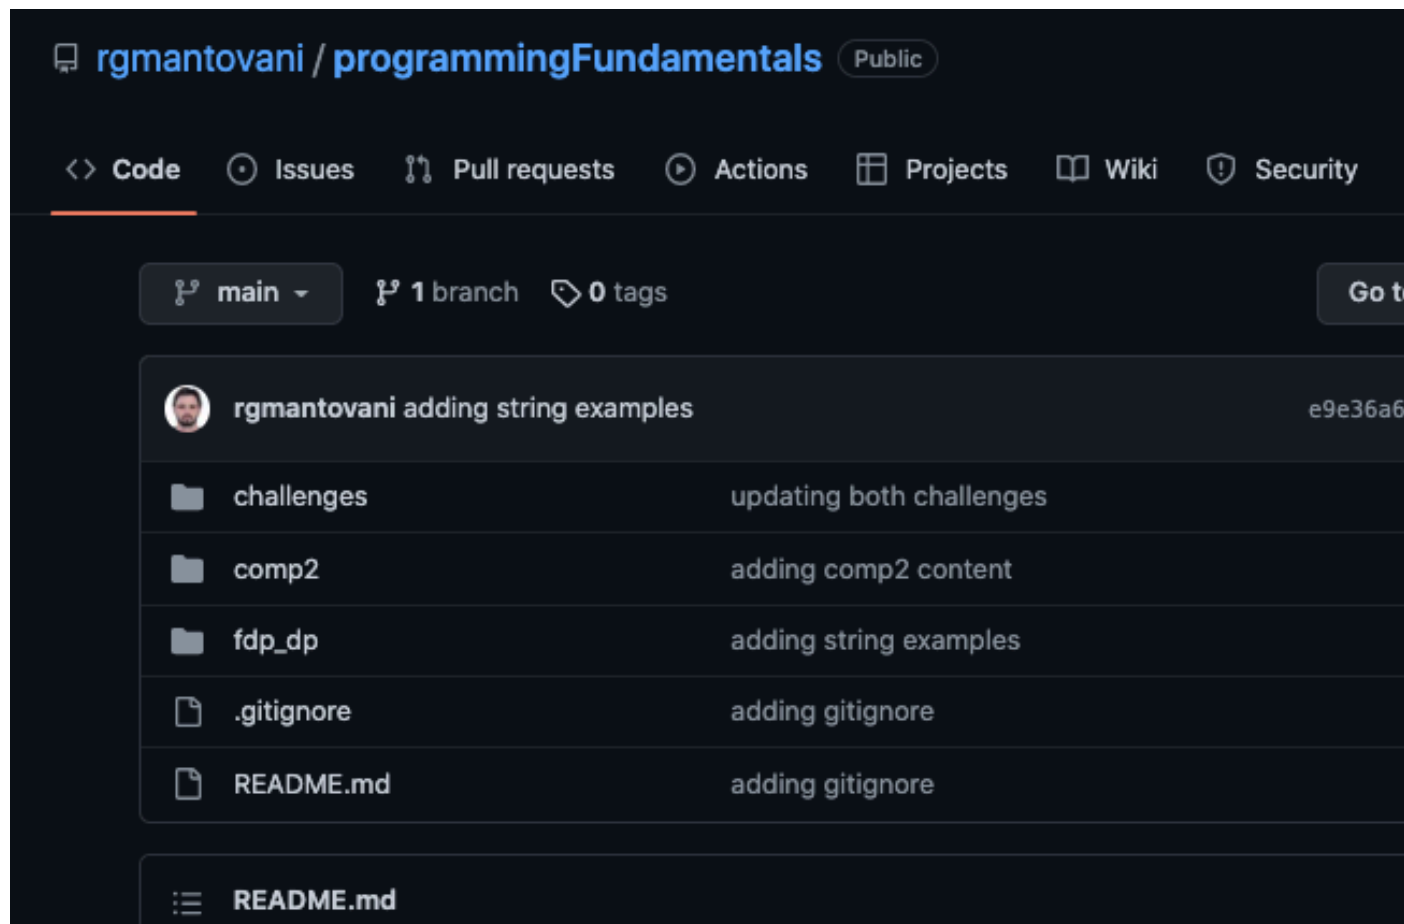 rgmantovani / programmingFundamentals Public
Code Issues Pull requests Actions Projects Wiki Security
main 1 branch 0 tags Go
rgmantovani adding string examples e9e36a6
challenges updating both challenges
comp2 adding comp2 content
fdp_dp adding string examples
.gitignore adding gitignore
README.md adding gitignore
README.md